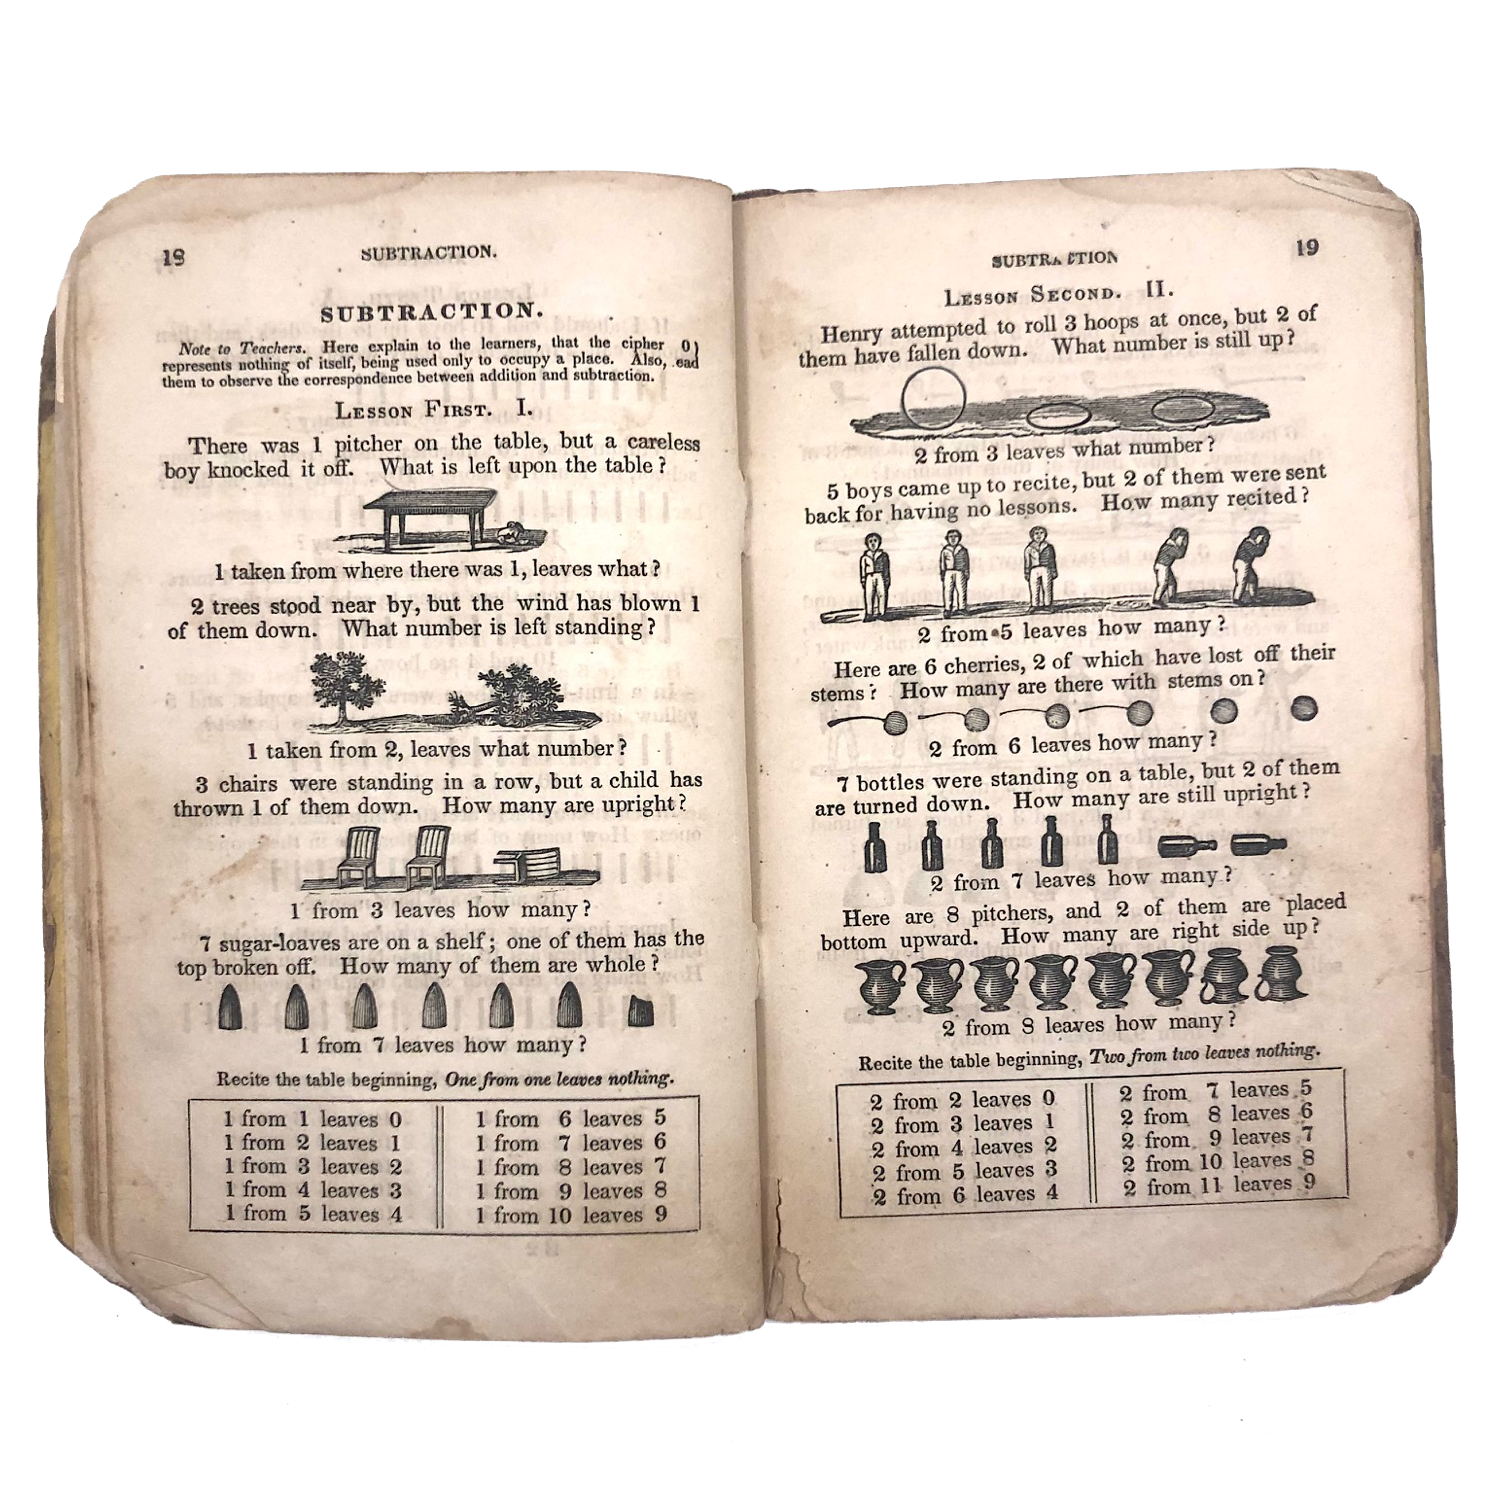 18
SUBTRACTION.
SUBTRACTION.
Note to Teachers. Here explain to the learners, that the cipher 0)
represents nothing of itself, being used only to occupy a place. Also, ead
them to observe the correspondence between addition and subtraction.
LESSON FIRST. I.
There was 1 pitcher on the table, but a careless
boy knocked it off. What is left upon the table?
1 taken from where there was 1, leaves what?
2 trees stood near by, but the wind has blown 1
of them down. What number is left standing?
1 taken from 2, leaves what number?
3 chairs were standing in a row, but a child has
thrown 1 of them down. How many are upright?
1 from 3 leaves how many?
7 sugar-loaves are on a shelf; one of them has the
top broken off. How many of them are whole?
1 from 7 leaves how many?
Recite the table beginning, One from one leaves nothing.
1 from 1 leaves 0
1 from 2 leaves 1
1 from 3 leaves 2
1 from 4 leaves 3
1 from 5 leaves 4
1 from 6 leaves 5
1 from 7 leaves 6
1 from 8 leaves 7
1 from 9 leaves 8
1 from 10 leaves 9
SUBTRACTION
19
LESSON SECOND. II.
Henry attempted to roll 3 hoops at once, but 2 of
them have fallen down. What number is still up?
2 from 3 leaves what number?
5 boys came up to recite, but 2 of them were sent
back for having no lessons. How many recited?
2 from 5 leaves how many?
Here are 6 cherries, 2 of which have lost off their
stems: How many are there with stems on?
2 from 6 leaves how many?
7 bottles were standing on a table, but 2 of them
are turned down. How many are still upright?
2 from 7 leaves how many?
Here are 8 pitchers, and 2 of them are placed
bottom upward. How many are right side up?
2 from 8 leaves how many?
Recite the table beginning, Two from two leaves nothing.
2 from 2 leaves 0
2 from 3 leaves 1
2 from 4 leaves 2
2 from 5 leaves 3
2 from 6 leaves 4
2 from 7 leaves 5
2 from 8 leaves 6
2 from 9 leaves 7
2 from 10 leaves 8
2 from 11 leaves 9